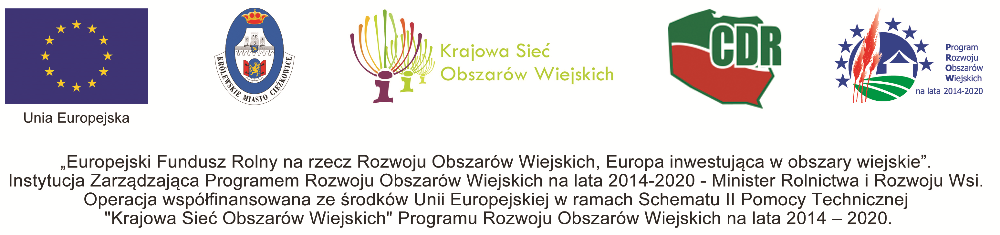 Unia Europejska
KRÓLEWSKIE MIASTO CIĘŻKOWICE
Krajowa Sieć
Obszarów Wiejskich
CDR
Program
Rozwoju
Obszarów
Wiejskich
na lata 2014-2020
„Europejski Fundusz Rolny na rzecz Rozwoju Obszarów Wiejskich, Europa inwestująca w obszary wiejskie”.
Instytucja Zarządzająca Programem Rozwoju Obszarów Wiejskich na lata 2014-2020 - Minister Rolnictwa i Rozwoju Wsi.
Operacja współfinansowana ze środków Unii Europejskiej w ramach Schematu II Pomocy Technicznej
"Krajowa Sieć Obszarów Wiejskich" Programu Rozwoju Obszarów Wiejskich na lata 2014 – 2020.